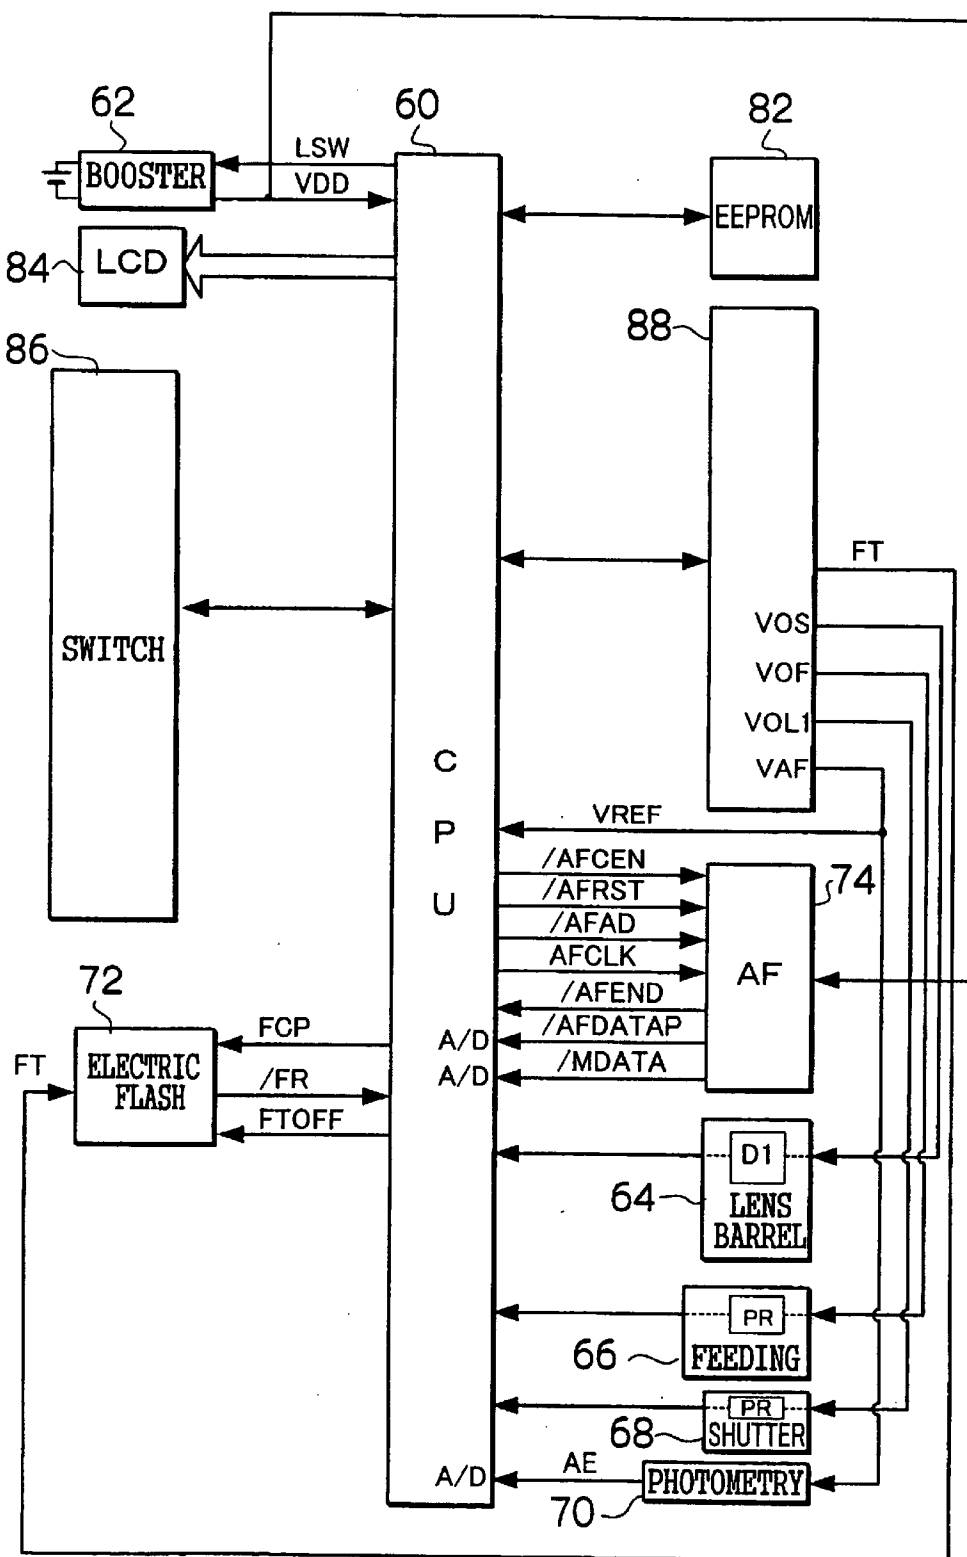 62
60
82
BOOSTER
LSW
VDD
EEPROM
84
LCD
88
86
SWITCH
FT
VOS
VOF
VOL1
VAF
C
P
U
VREF
/AFCEN
/AFRST
/AFAD
AFCLK
/AFEND
A/D /AFDATAP
A/D /MDATA
74
AF
72
FT
ELECTRIC
FLASH
FCP
/FR
FTOFF
D1
64
LENS
BARREL
PR
66
FEEDING
PR
68
SHUTTER
A/D
AE
PHOTOMETRY
70